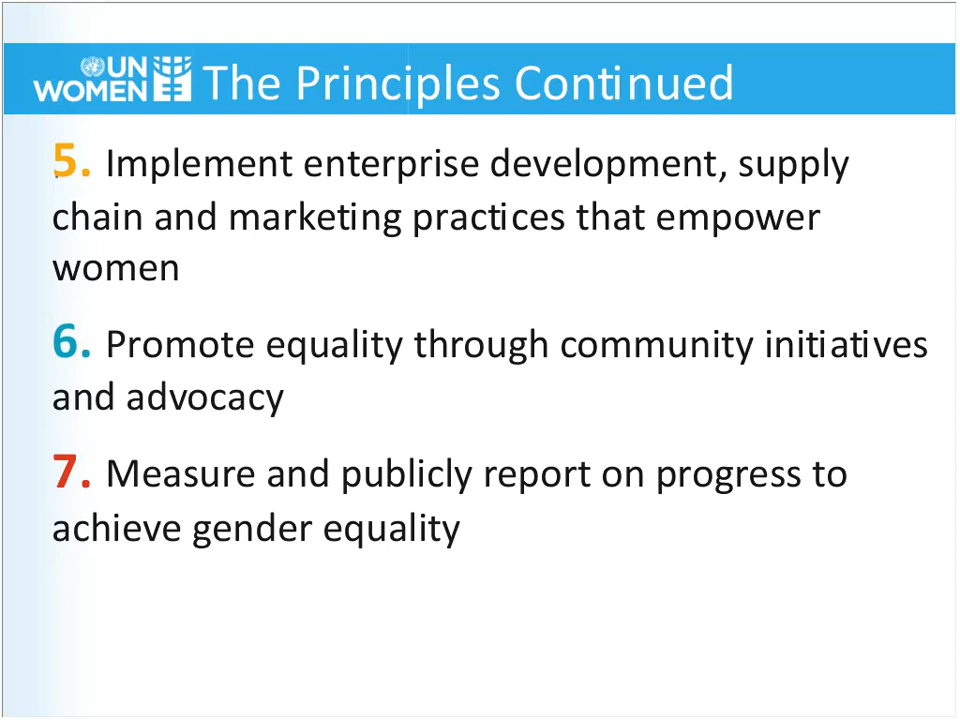 UN
WOMEN
The Principles Continued
5. Implement enterprise development, supply
chain and marketing practices that empower
women
6. Promote equality through community initiatives
and advocacy
7. Measure and publicly report on progress to
achieve gender equality